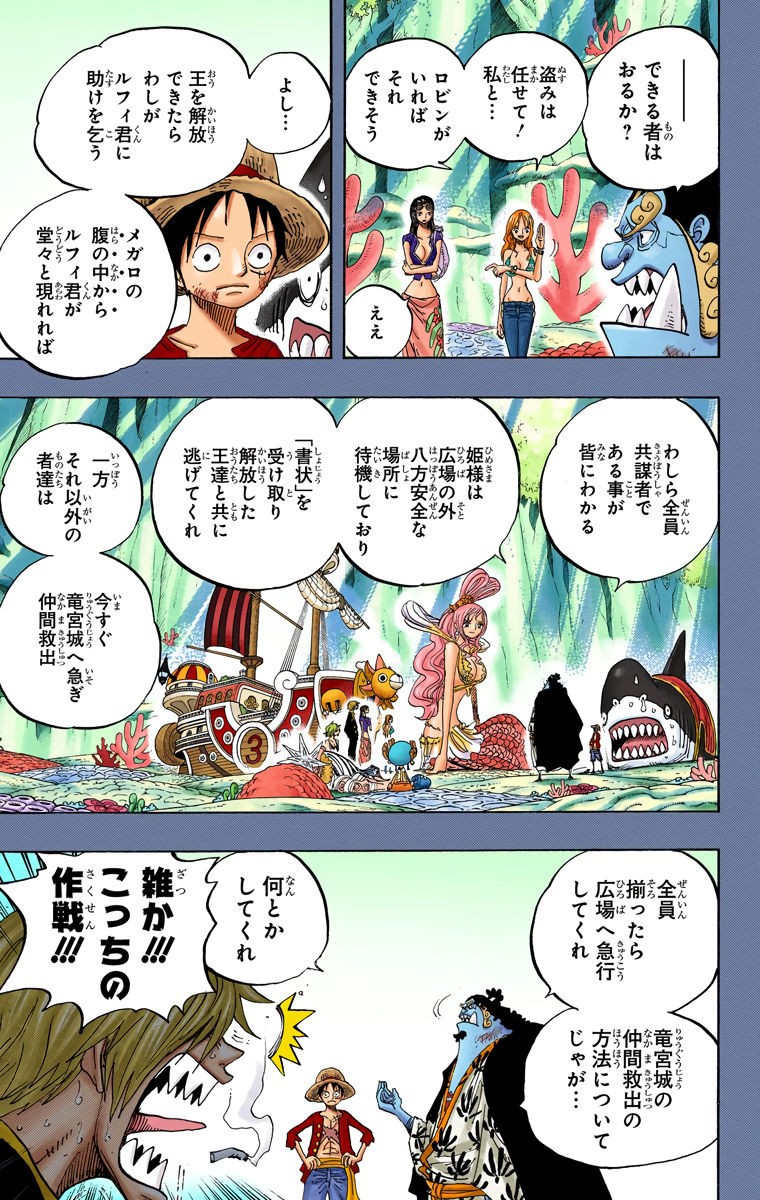 ――
できる者は
おるか？
盗みは
任せて！
私と…
ロビンが
いれば
それ
できそう
ええ
よし…
王を解放
できたら
わしが
ルフィ君に
助けを乞う
メガロの
腹の中から
ルフィ君が
堂々と現れれば
わしら全員
共謀者で
ある事が
皆にわかる
姫様は
広場の外
八方安全な
場所に
待機しており
「書状」を
受け取り
解放した
王達と共に
逃げてくれ
一方
それ以外の
者達は
今すぐ
竜宮城へ急ぎ
仲間救出
3
全員
揃ったら
広場へ急行
してくれ
竜宮城の
仲間救出の
方法について
じゃが…
何とか
してくれ
雑か!!!
こっちの
作戦!!!